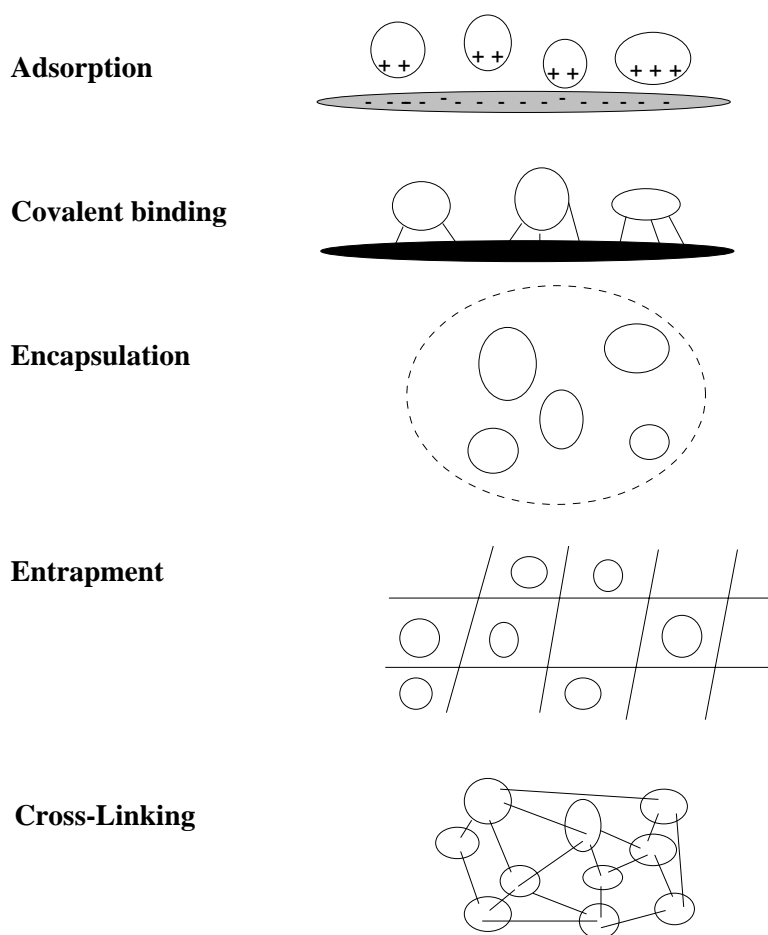 Adsorption
+ + + + + + + + +
- - - - - - - - - - - - - - - -
Covalent binding
Encapsulation
Entrapment
Cross-Linking